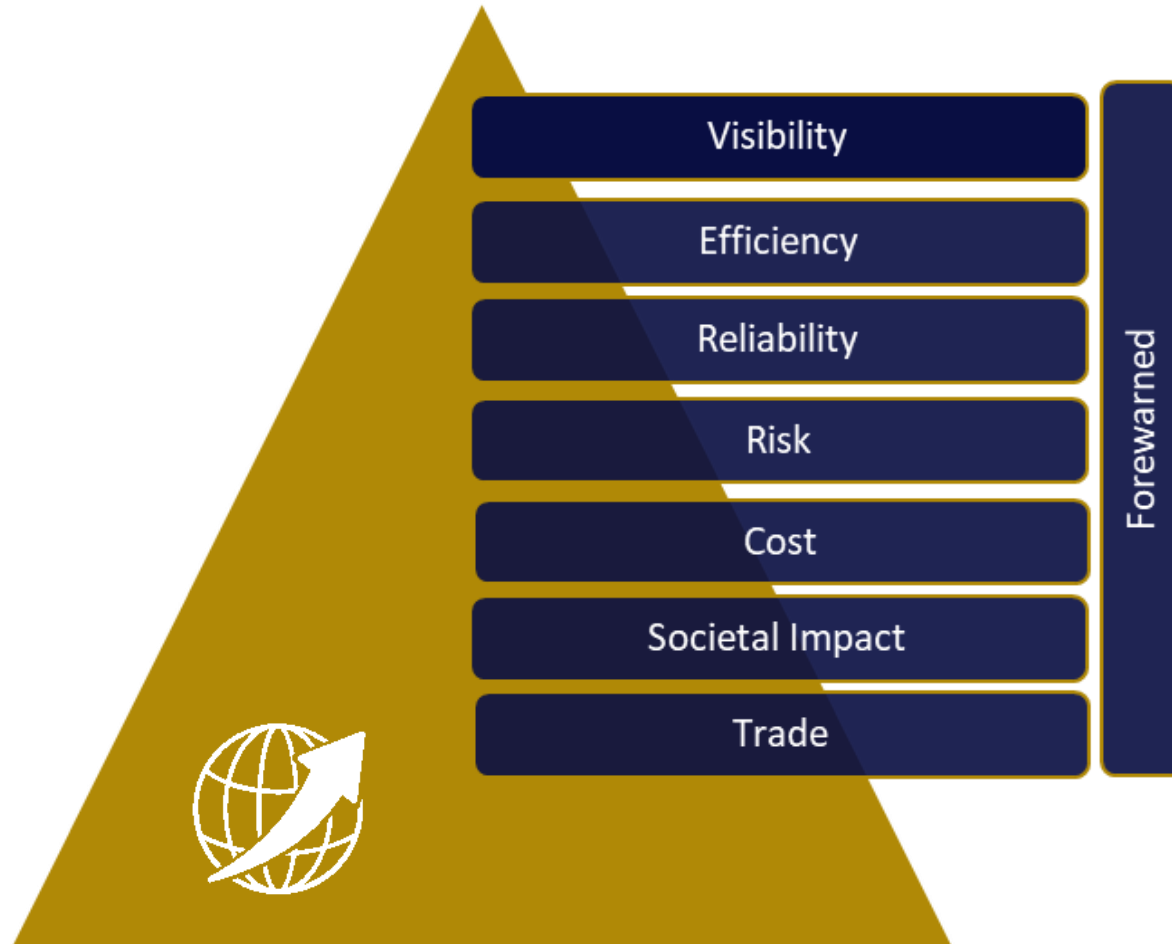 Visibility
Efficiency
Reliability
Risk
Cost
Societal Impact
Trade
Forewarned